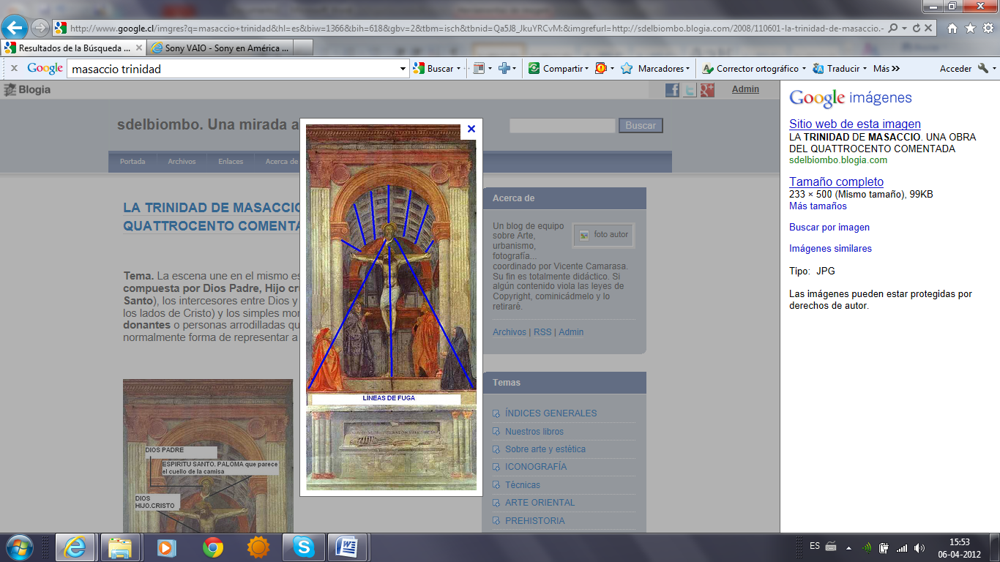 http://www.google.cl/imgres?q=masaccio+trinidad&hl=es&biw=1366&bih=618&gbv=2&tbm=isch&tbnid=Qa5J8_JkuYRCvM:&imgrefurl=http://sdelbiombo.blogia.com/2008/110601-la-trinidad-de-masaccio.-
Resultados de la Búsqueda ...
Sony VAIO - Sony en América ...
Google masaccio trinidad Buscar Compartir Marcadores Corrector ortográfico Traducir Más Acceder
Blogia
Admin
sdelbiombo. Una mirada a
Buscar
Portada Archivos Enlaces Acerca de
LA TRINIDAD DE MASACCIO
QUATTROCENTO COMENTA
Tema. La escena une en el mismo es
compuesta por Dios Padre, Hijo cr
Santo), los intercesores entre Dios y
los lados de Cristo) y los simples mor
donantes o personas arrodilladas qu
normalmente forma de representar a
DIOS PADRE
ESPIRITU SANTO. PALOMA que parece
el cuello de la camisa
DIOS
HIJO.CRISTO
LÍNEAS DE FUGA
Acerca de
Un blog de equipo
sobre Arte,
urbanismo,
fotografía...
coordinado por Vicente Camarasa.
Su fin es totalmente didáctico. Si
algún contenido viola las leyes de
Copyright, cominicádmelo y lo
retiraré.
foto autor
Archivos | RSS | Admin
Temas
ÍNDICES GENERALES
Nuestros libros
Sobre arte y estética
ICONOGRAFÍA
Técnicas
ARTE ORIENTAL
PREHISTORIA
Google imágenes
Sitio web de esta imagen
LA TRINIDAD DE MASACCIO. UNA OBRA
DEL QUATTROCENTO COMENTADA
sdelbiombo.blogia.com
Tamaño completo
233 × 500 (Mismo tamaño), 99KB
Más tamaños
Buscar por imagen
Imágenes similares
Tipo: JPG
Las imágenes pueden estar protegidas por
derechos de autor.
ES
15:53
06-04-2012